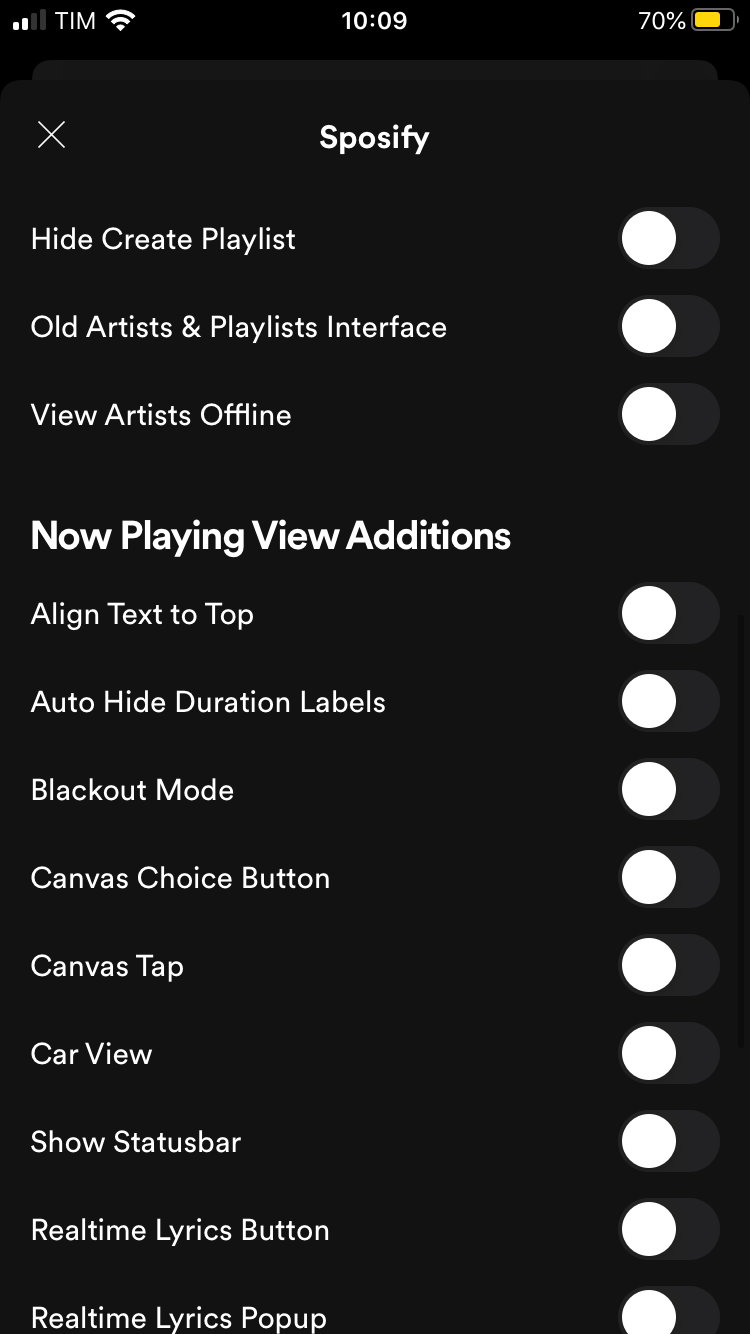 TIM 10:09 70%
Sposify
Hide Create Playlist
Old Artists & Playlists Interface
View Artists Offline
Now Playing View Additions
Align Text to Top
Auto Hide Duration Labels
Blackout Mode
Canvas Choice Button
Canvas Tap
Car View
Show Statusbar
Realtime Lyrics Button
Realtime Lyrics Popup